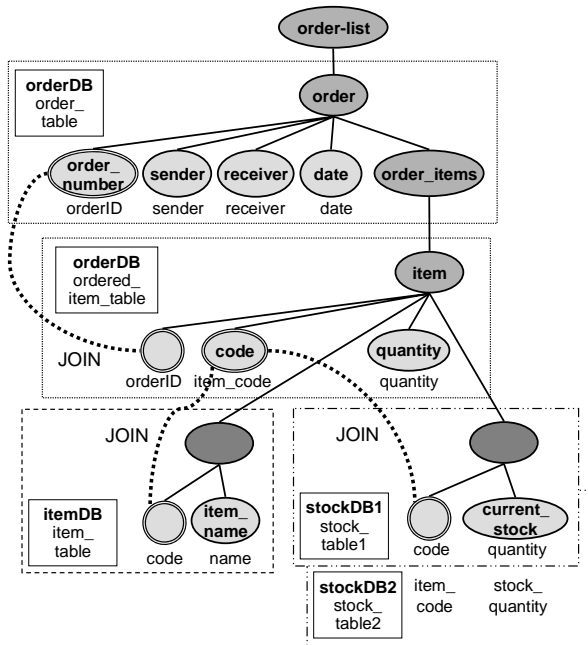 order-list
orderDB
order_
table
order
order_
number
sender
receiver
date
order_items
orderID
sender
receiver
date
orderDB
ordered_
item_table
item
JOIN
code
quantity
orderID
item_code
quantity
JOIN
JOIN
itemDB
item_
table
item_
name
code
name
stockDB1
stock_
table1
current_
stock
code
quantity
stockDB2
stock_
table2
item_
code
stock_
quantity